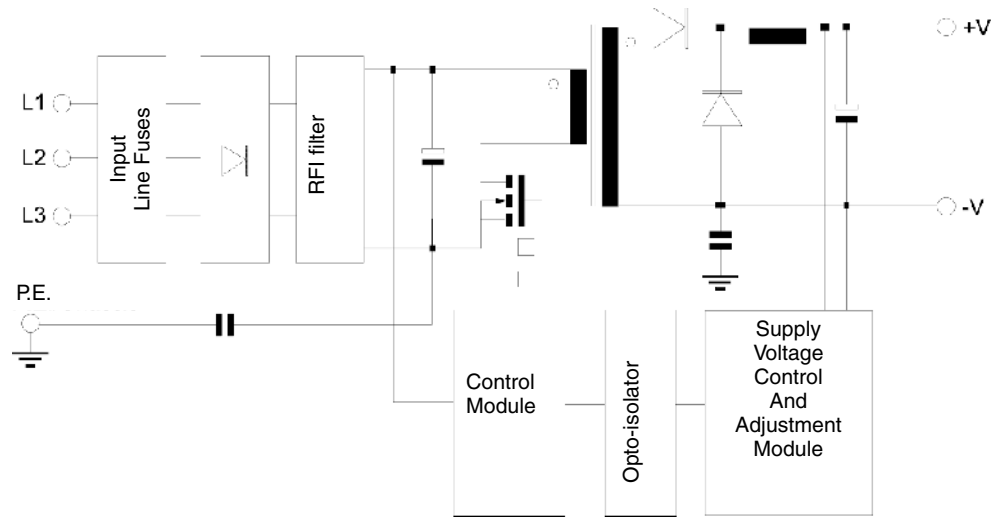 +V
L1
L2
L3
Input
Line Fuses
RFI filter
-V
P.E.
Control
Module
Opto-isolator
Supply
Voltage
Control
And
Adjustment
Module